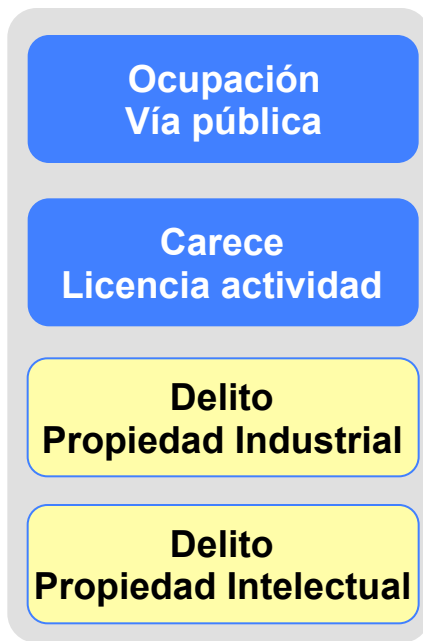 Ocupación
Vía pública
Carece
Licencia actividad
Delito
Propiedad Industrial
Delito
Propiedad Intelectual